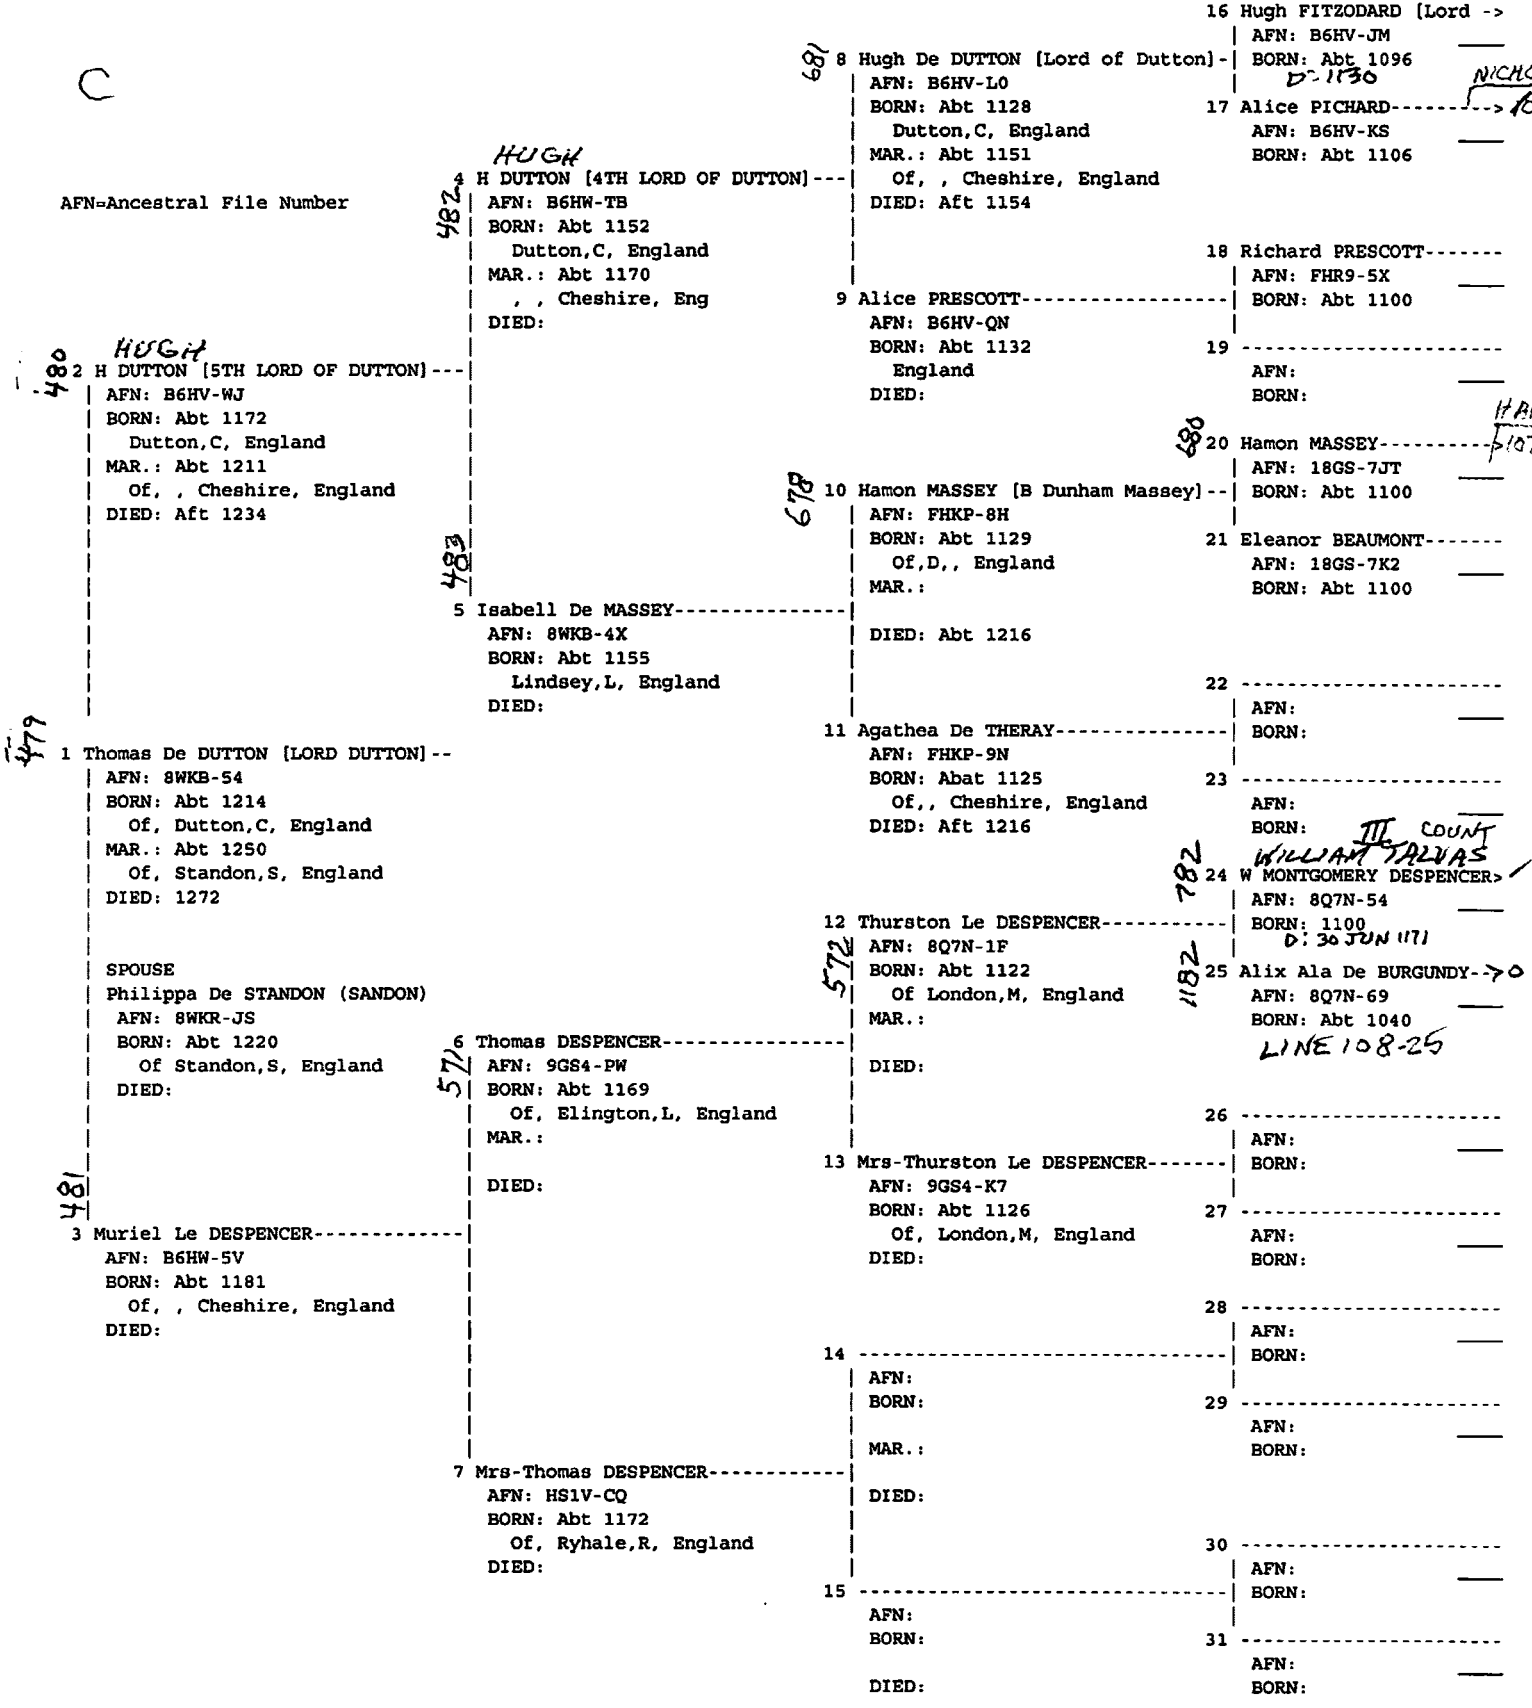 C
AFN=Ancestral File Number
479
1 Thomas De DUTTON [LORD DUTTON]--
AFN: 8WKB-54
BORN: Abt 1214
Of, Dutton,C, England
MAR.: Abt 1250
Of, Standon,S, England
DIED: 1272
SPOUSE
Philippa De STANDON (SANDON)
AFN: 8WKR-JS
BORN: Abt 1220
Of Standon,S, England
DIED:
480
HUGH
2 H DUTTON [5TH LORD OF DUTTON]---
AFN: B6HV-WJ
BORN: Abt 1172
Dutton,C, England
MAR.: Abt 1211
Of, , Cheshire, England
DIED: Aft 1234
481
3 Muriel Le DESPENCER-------------
AFN: B6HW-5V
BORN: Abt 1181
Of, , Cheshire, England
DIED:
482
HUGH
4 H DUTTON [4TH LORD OF DUTTON]---
AFN: B6HW-TB
BORN: Abt 1152
Dutton,C, England
MAR.: Abt 1170
, , Cheshire, Eng
DIED:
483
5 Isabell De MASSEY--------------
AFN: 8WKB-4X
BORN: Abt 1155
Lindsey,L, England
DIED:
571
6 Thomas DESPENCER---------------
AFN: 9GS4-PW
BORN: Abt 1169
Of, Elington,L, England
MAR.:
DIED:
7 Mrs-Thomas DESPENCER------------
AFN: HS1V-CQ
BORN: Abt 1172
Of, Ryhale,R, England
DIED:
681
8 Hugh De DUTTON [Lord of Dutton]-
AFN: B6HV-L0
BORN: Abt 1128
Dutton,C, England
MAR.: Abt 1151
Of, , Cheshire, England
DIED: Aft 1154
9 Alice PRESCOTT-----------------
AFN: B6HV-QN
BORN: Abt 1132
England
DIED:
678
10 Hamon MASSEY [B Dunham Massey]--
AFN: FHKP-8H
BORN: Abt 1129
Of,D,, England
MAR.:
DIED: Abt 1216
11 Agathea De THERAY--------------
AFN: FHKP-9N
BORN: Abat 1125
Of,, Cheshire, England
DIED: Aft 1216
572
12 Thurston Le DESPENCER----------
AFN: 8Q7N-1F
BORN: Abt 1122
Of London,M, England
MAR.:
DIED:
13 Mrs-Thurston Le DESPENCER-------
AFN: 9GS4-K7
BORN: Abt 1126
Of, London,M, England
DIED:
14 -------------------------------
AFN:
BORN:
MAR.:
DIED:
15 -------------------------------
AFN:
BORN:
DIED:
16 Hugh FITZODARD [Lord ->
AFN: B6HV-JM
BORN: Abt 1096
D- 1130
17 Alice PICHARD--------->
AFN: B6HV-KS
BORN: Abt 1106
18 Richard PRESCOTT-------
AFN: FHR9-5X
BORN: Abt 1100
19 ----------------------
AFN:
BORN:
680
20 Hamon MASSEY---------
AFN: 18GS-7JT
BORN: Abt 1100
21 Eleanor BEAUMONT-------
AFN: 18GS-7K2
BORN: Abt 1100
22 ----------------------
AFN:
BORN:
23 ----------------------
AFN:
BORN:
III COUNT
WILLIAM TALVAS
782
24 W MONTGOMERY DESPENCER>
AFN: 8Q7N-54
BORN: 1100
D: 30 JUN 1171
1182
25 Alix Ala De BURGUNDY-->
AFN: 8Q7N-69
BORN: Abt 1040
LINE 108-25
26 ----------------------
AFN:
BORN:
27 ----------------------
AFN:
BORN:
28 ----------------------
AFN:
BORN:
29 ----------------------
AFN:
BORN:
30 ----------------------
AFN:
BORN:
31 ----------------------
AFN:
BORN: